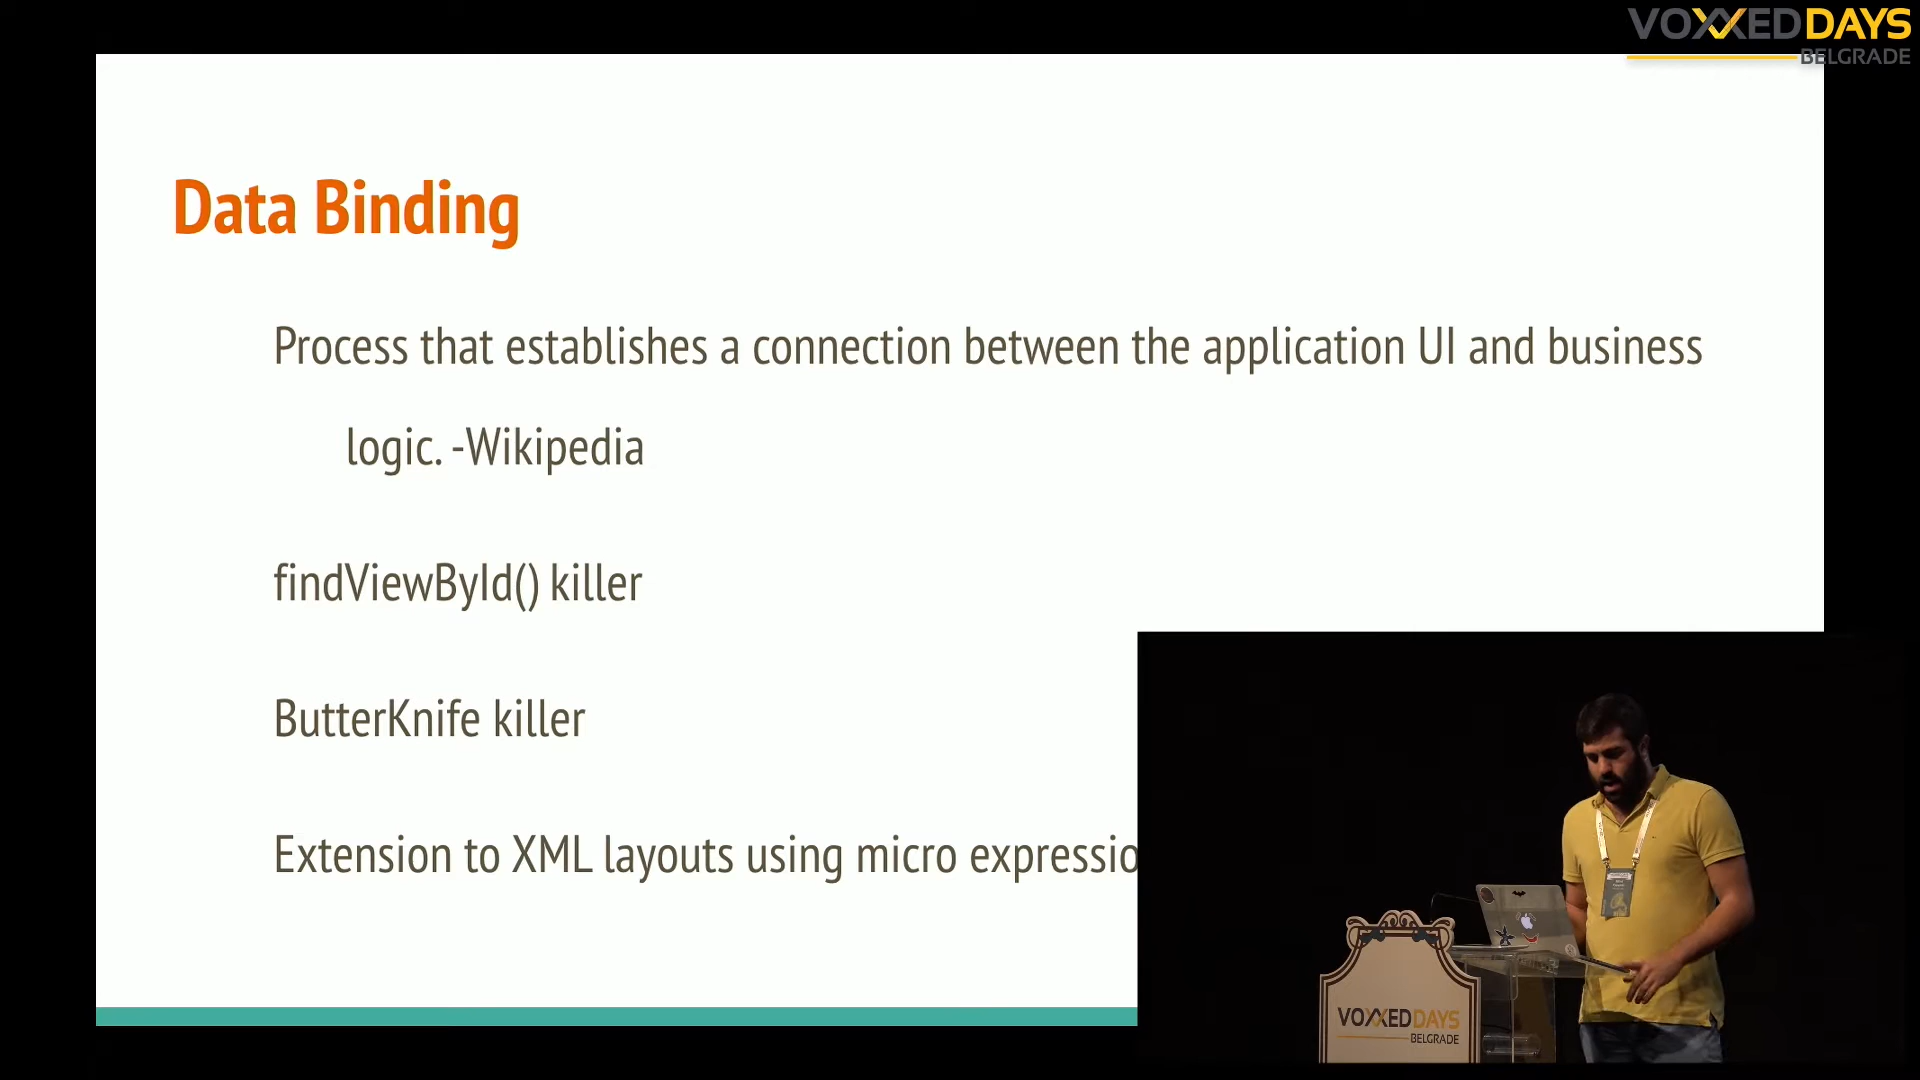 VOXXEDDAYS
BELGRADE
Data Binding
Process that establishes a connection between the application UI and business
logic. -Wikipedia
findViewById() killer
ButterKnife killer
Extension to XML layouts using micro expressio
VOXXEDDAYS
BELGRADE